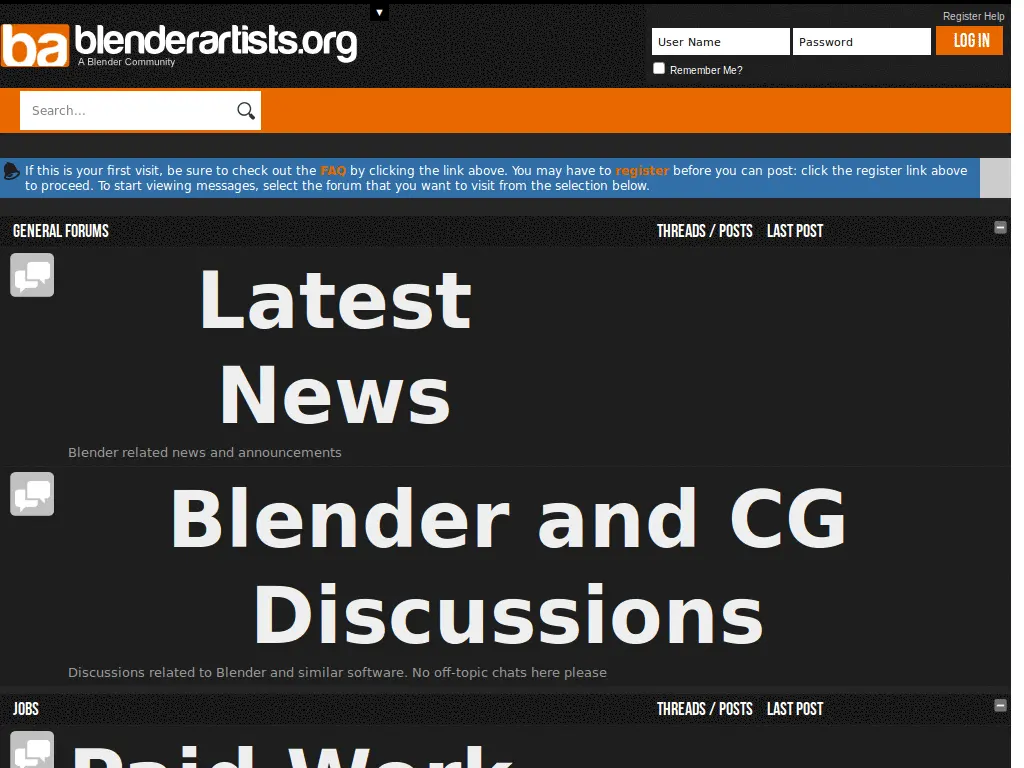 ▼
Register Help
ba blenderartists.org
A Blender Community
User Name Password LOG IN
Remember Me?
Search...
If this is your first visit, be sure to check out the FAQ by clicking the link above. You may have to register before you can post: click the register link above
to proceed. To start viewing messages, select the forum that you want to visit from the selection below.
GENERAL FORUMS THREADS / POSTS LAST POST
Latest
News
Blender related news and announcements
Blender and CG
Discussions
Discussions related to Blender and similar software. No off-topic chats here please
JOBS THREADS / POSTS LAST POST
Paid Work